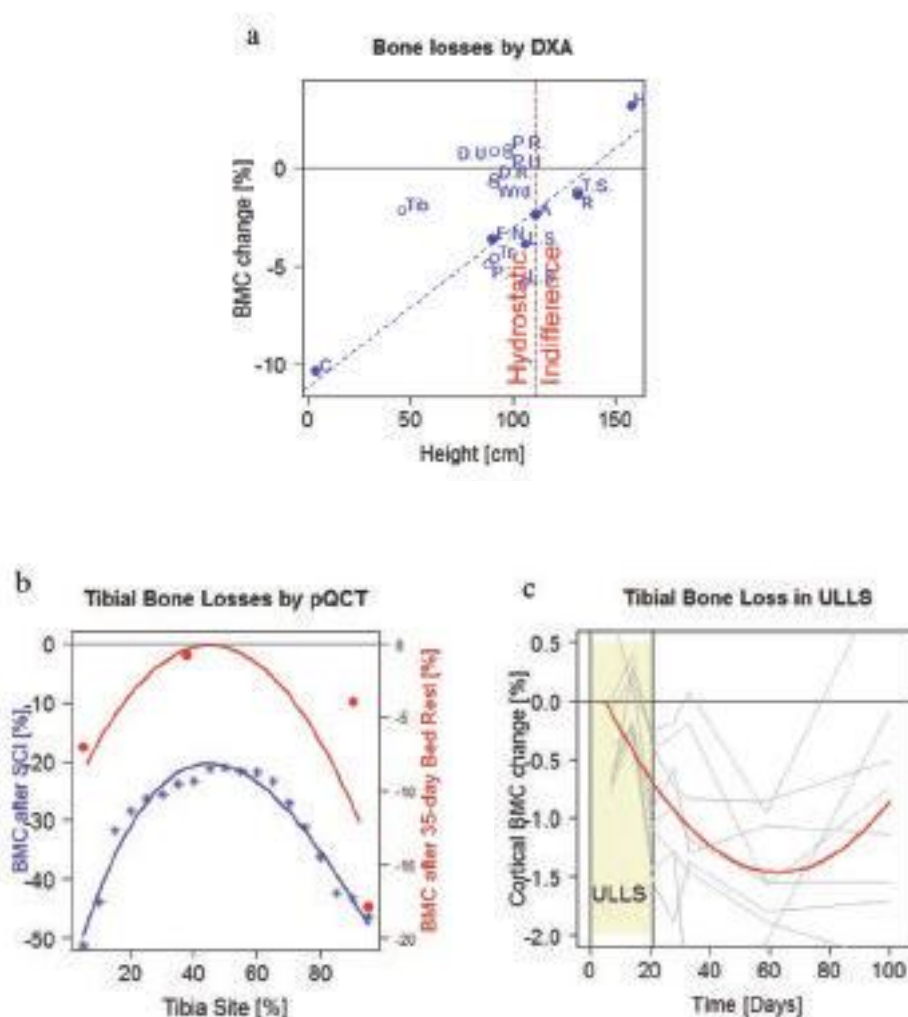 a
Bone losses by DXA
BMC change [%]
0
-5
-10
H
P R
D U
S
R U
D R
Wrd
T S
R
Tib
A
F N
L S
Tr
P
L
C
Hydrostatic
Indifference
0
50
100
150
Height [cm]
b
Tibial Bone Losses by pQCT
BMC after SCI [%]
0
-10
-20
-30
-40
-50
BMC after 35-day Bed Rest [%]
-20
20
40
60
80
Tibia Site [%]
c
Tibial Bone Loss in ULLS
Cortical BMC change [%]
0.5
0.0
-0.5
-1.0
-1.5
-2.0
ULLS
0
20
40
60
80
100
Time [Days]